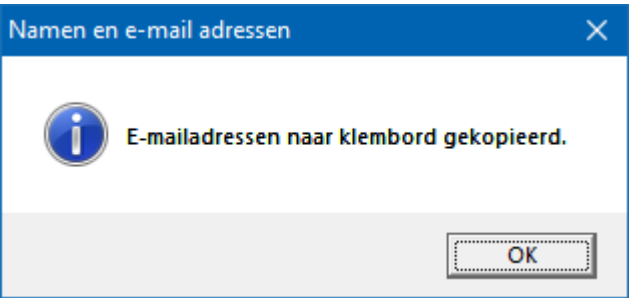 Namen en e-mail adressen
E-mailadressen naar klembord gekopieerd.
OK